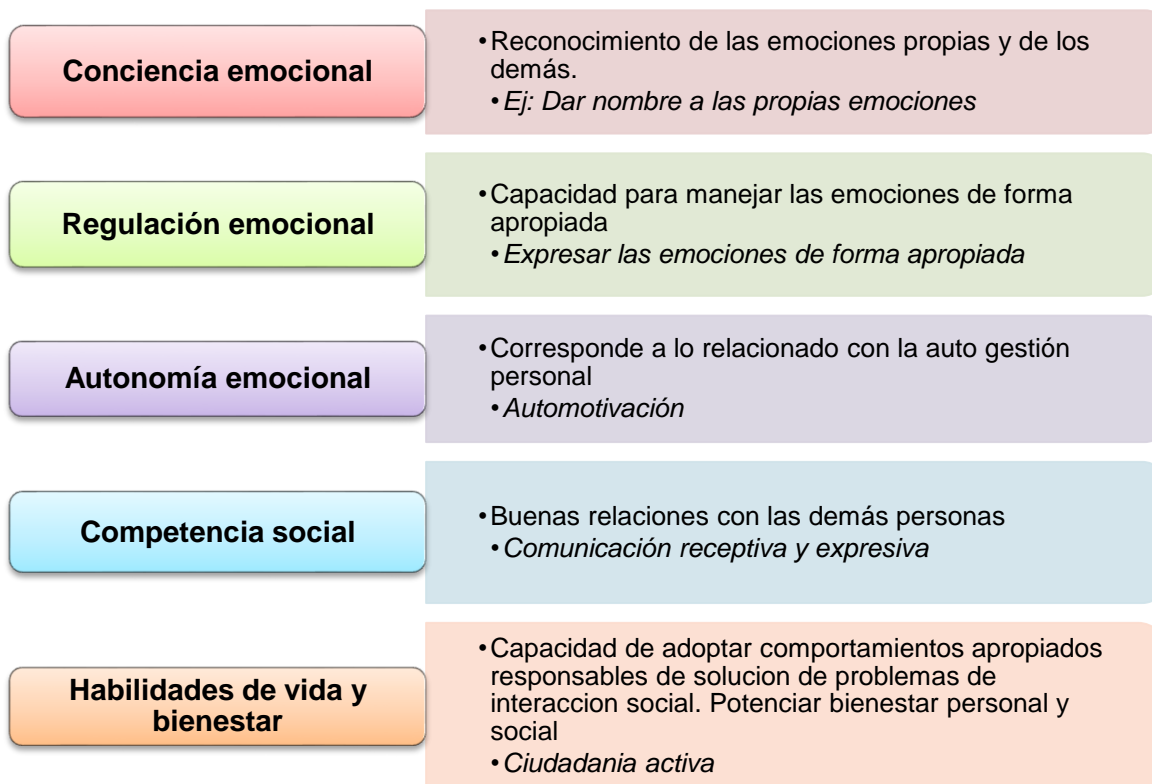 Conciencia emocional
•Reconocimiento de las emociones propias y de los
demás.
•Ej: Dar nombre a las propias emociones
Regulación emocional
•Capacidad para manejar las emociones de forma
apropiada
•Expresar las emociones de forma apropiada
Autonomía emocional
•Corresponde a lo relacionado con la auto gestión
personal
•Automotivación
Competencia social
•Buenas relaciones con las demás personas
•Comunicación receptiva y expresiva
Habilidades de vida y
bienestar
•Capacidad de adoptar comportamientos apropiados
responsables de solucion de problemas de
interaccion social. Potenciar bienestar personal y
social
•Ciudadania activa